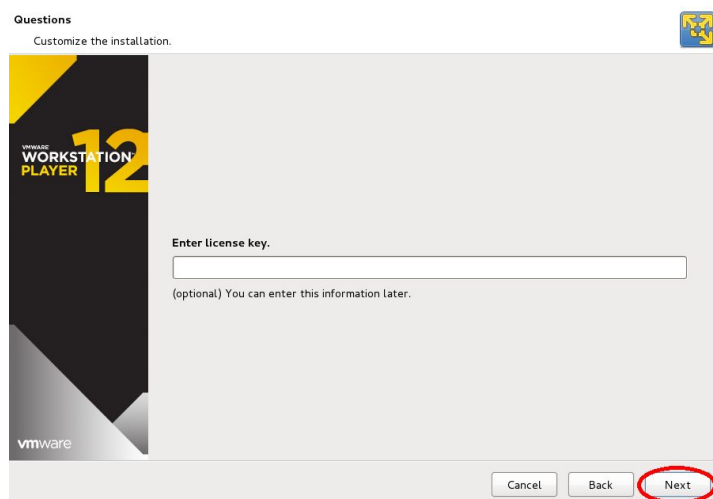 Questions
Customize the installation.
VMWARE
WORKSTATION
PLAYER
12
Enter license key.
(optional) You can enter this information later.
vmware
Cancel
Back
Next